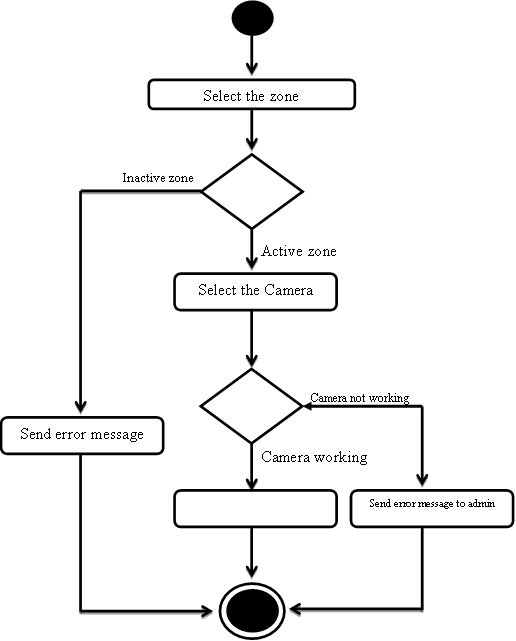 Select the zone
Inactive zone
Active zone
Select the Camera
Camera not working
Send error message
Camera working
Send error message to admin